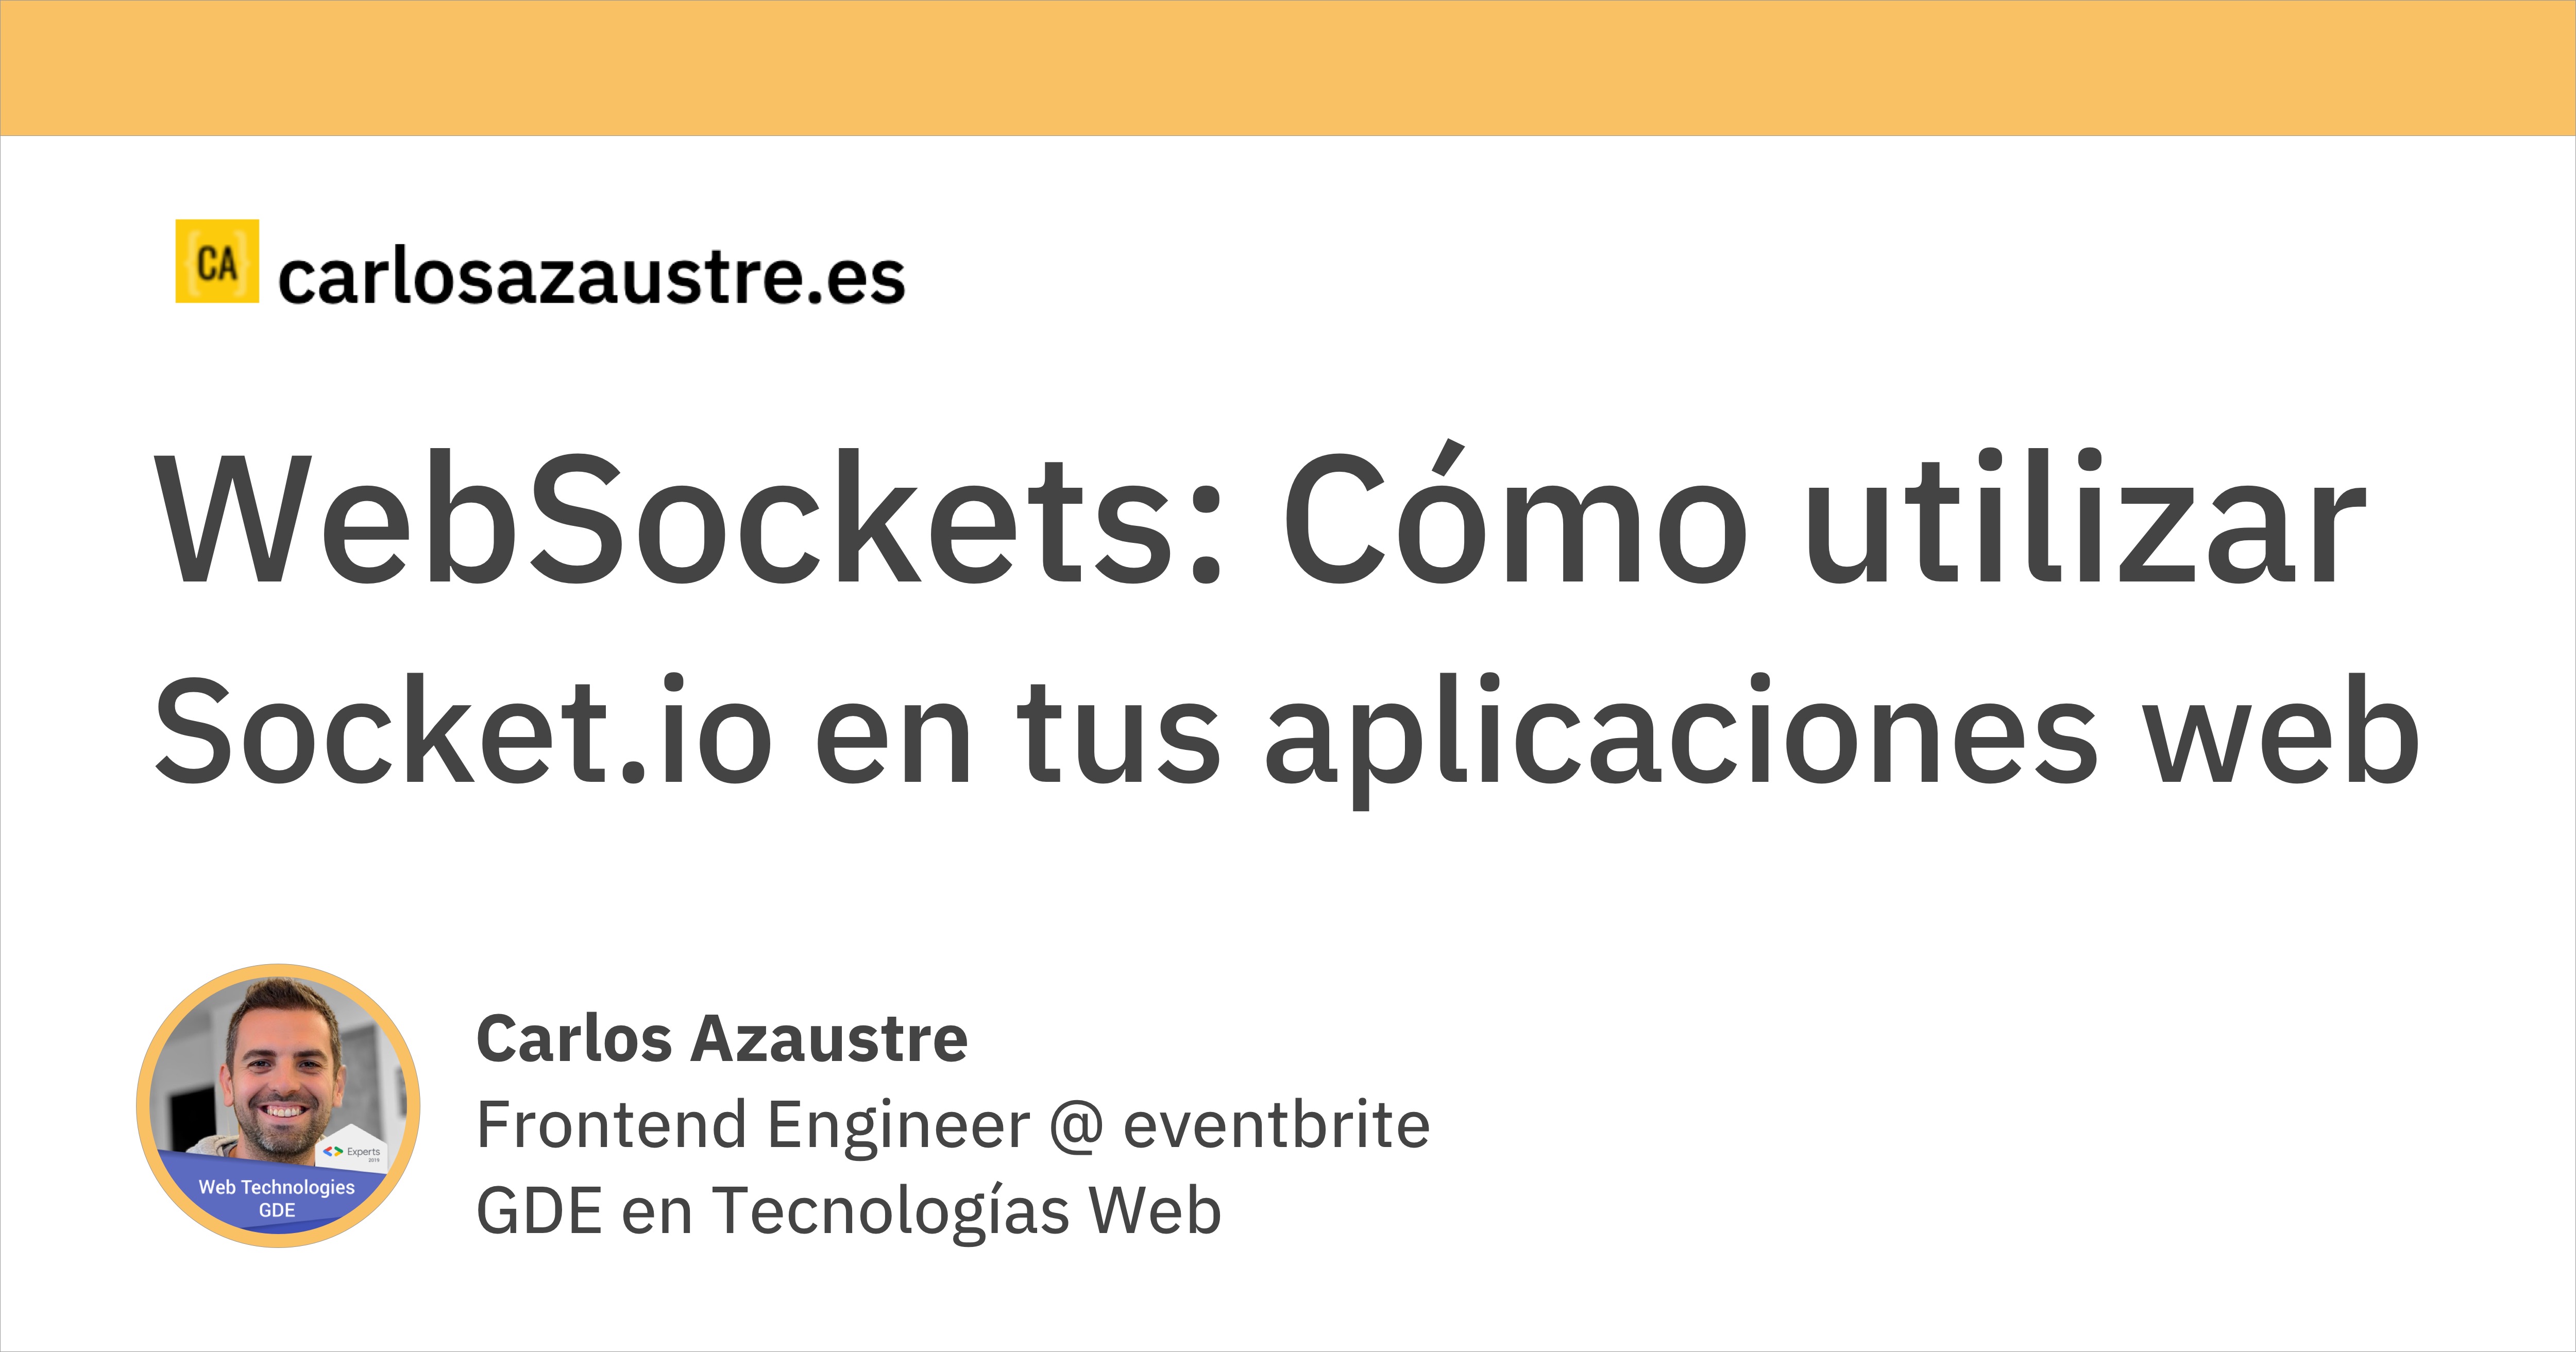 {CA} carlosazaustre.es
WebSockets: Cómo utilizar
Socket.io en tus aplicaciones web
Carlos Azaustre
Frontend Engineer @ eventbrite
GDE en Tecnologías Web
Experts
2019
Web Technologies
GDE